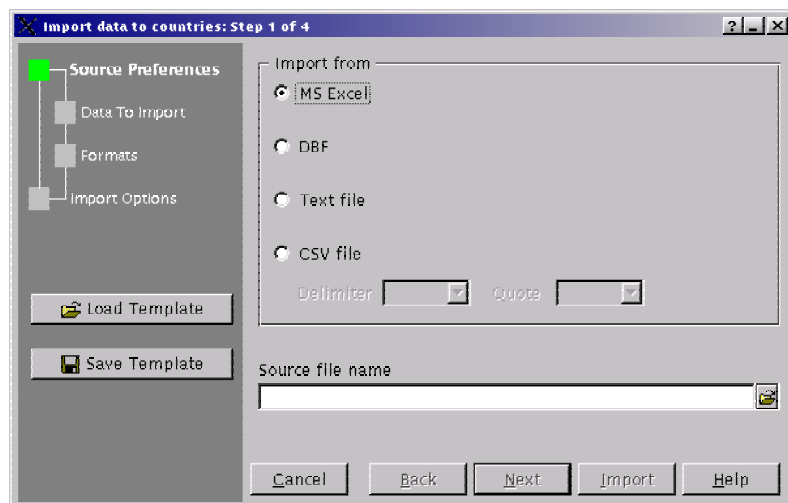 Import data to countries: Step 1 of 4
Source Preferences
Data To Import
Formats
Import Options
Load Template
Save Template
Import from
MS Excel
DBF
Text file
CSV file
Delimiter
Quote
Source file name
Cancel
Back
Next
Import
Help